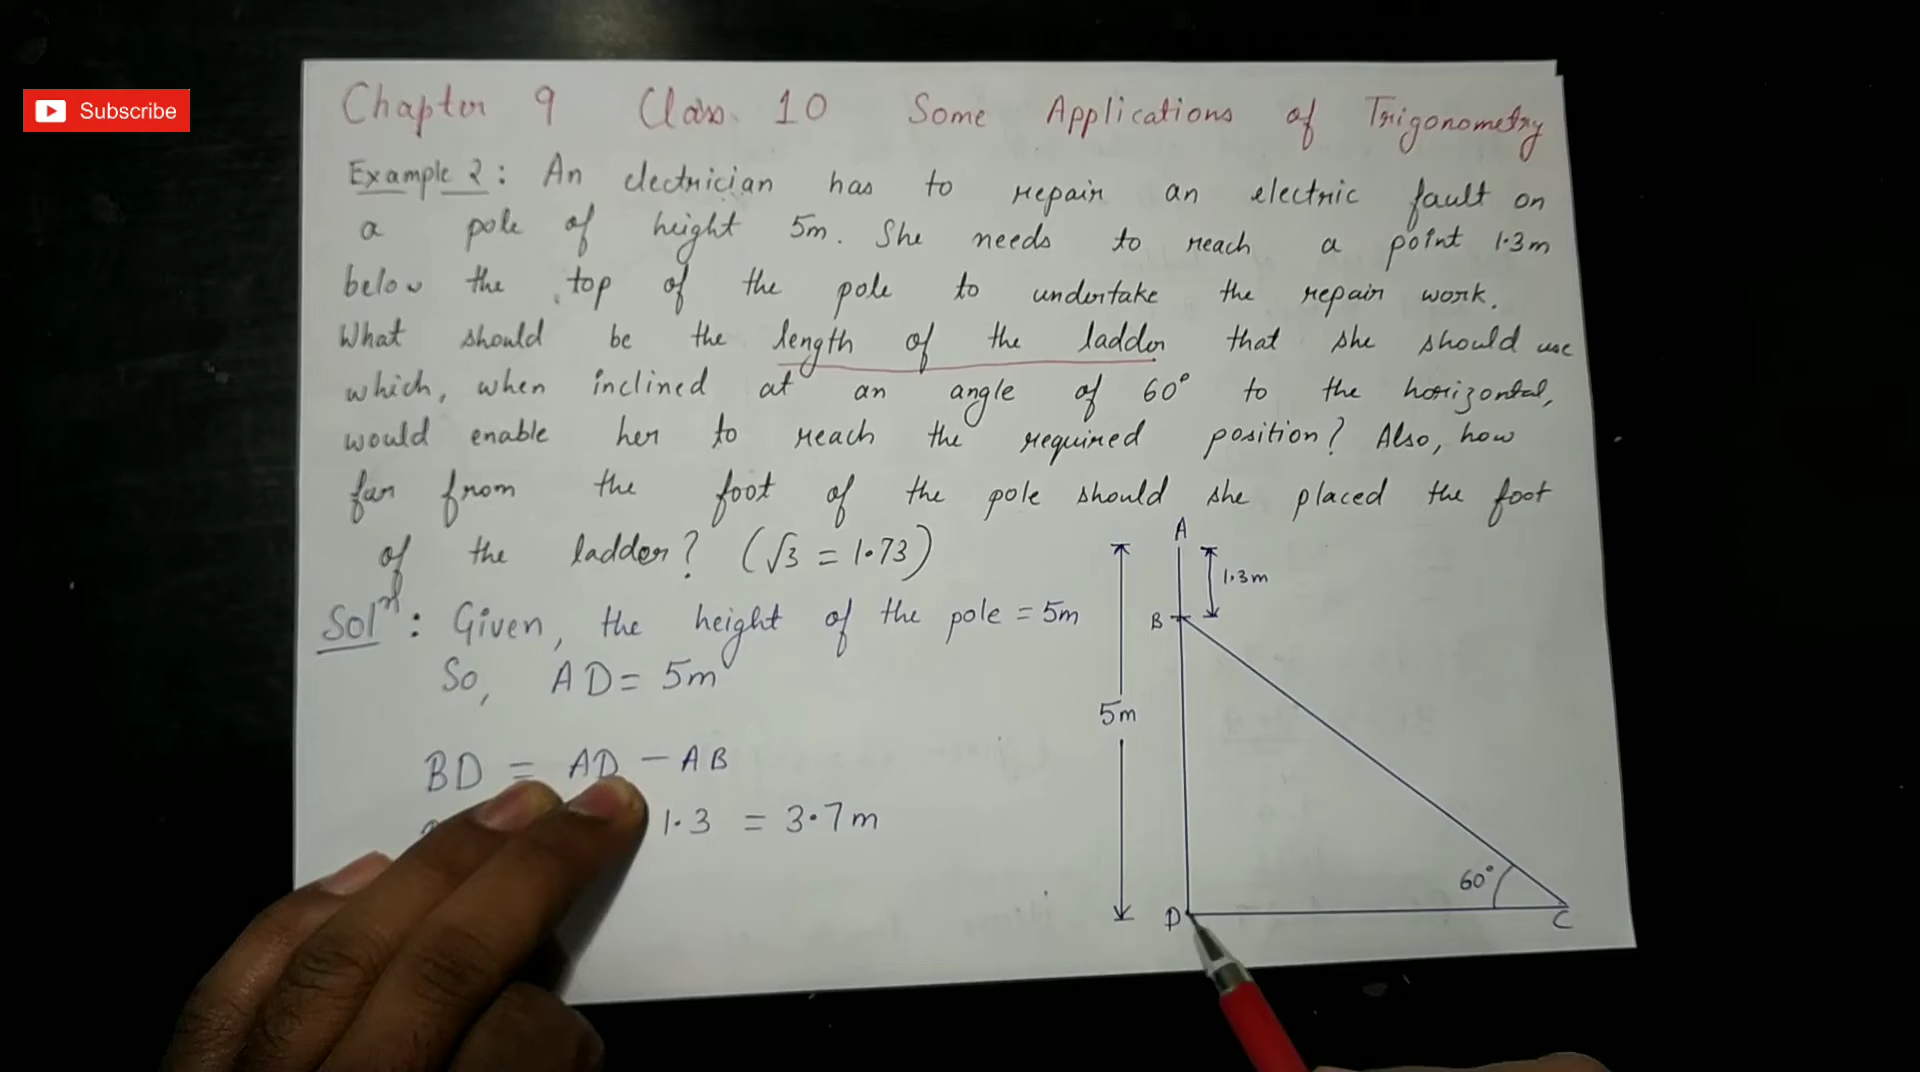 Subscribe
Chapter 9 Class 10 Some Applications of Trigonometry
Example 2: An electrician has to repair an electric fault on
a pole of height 5m. She needs to reach a point 1.3m
below the top of the pole to undertake the repair work.
What should be the length of the ladder that she should use
which, when inclined at an angle of 60° to the horizontal,
would enable her to reach the required position? Also, how
far from the foot of the pole should she placed the foot
of the ladder? (√3 = 1.73)
Solⁿ: Given, the height of the pole = 5m
So, AD = 5m
BD = AD - AB
1.3 = 3.7m
A
1.3m
B
5m
60°
D
C